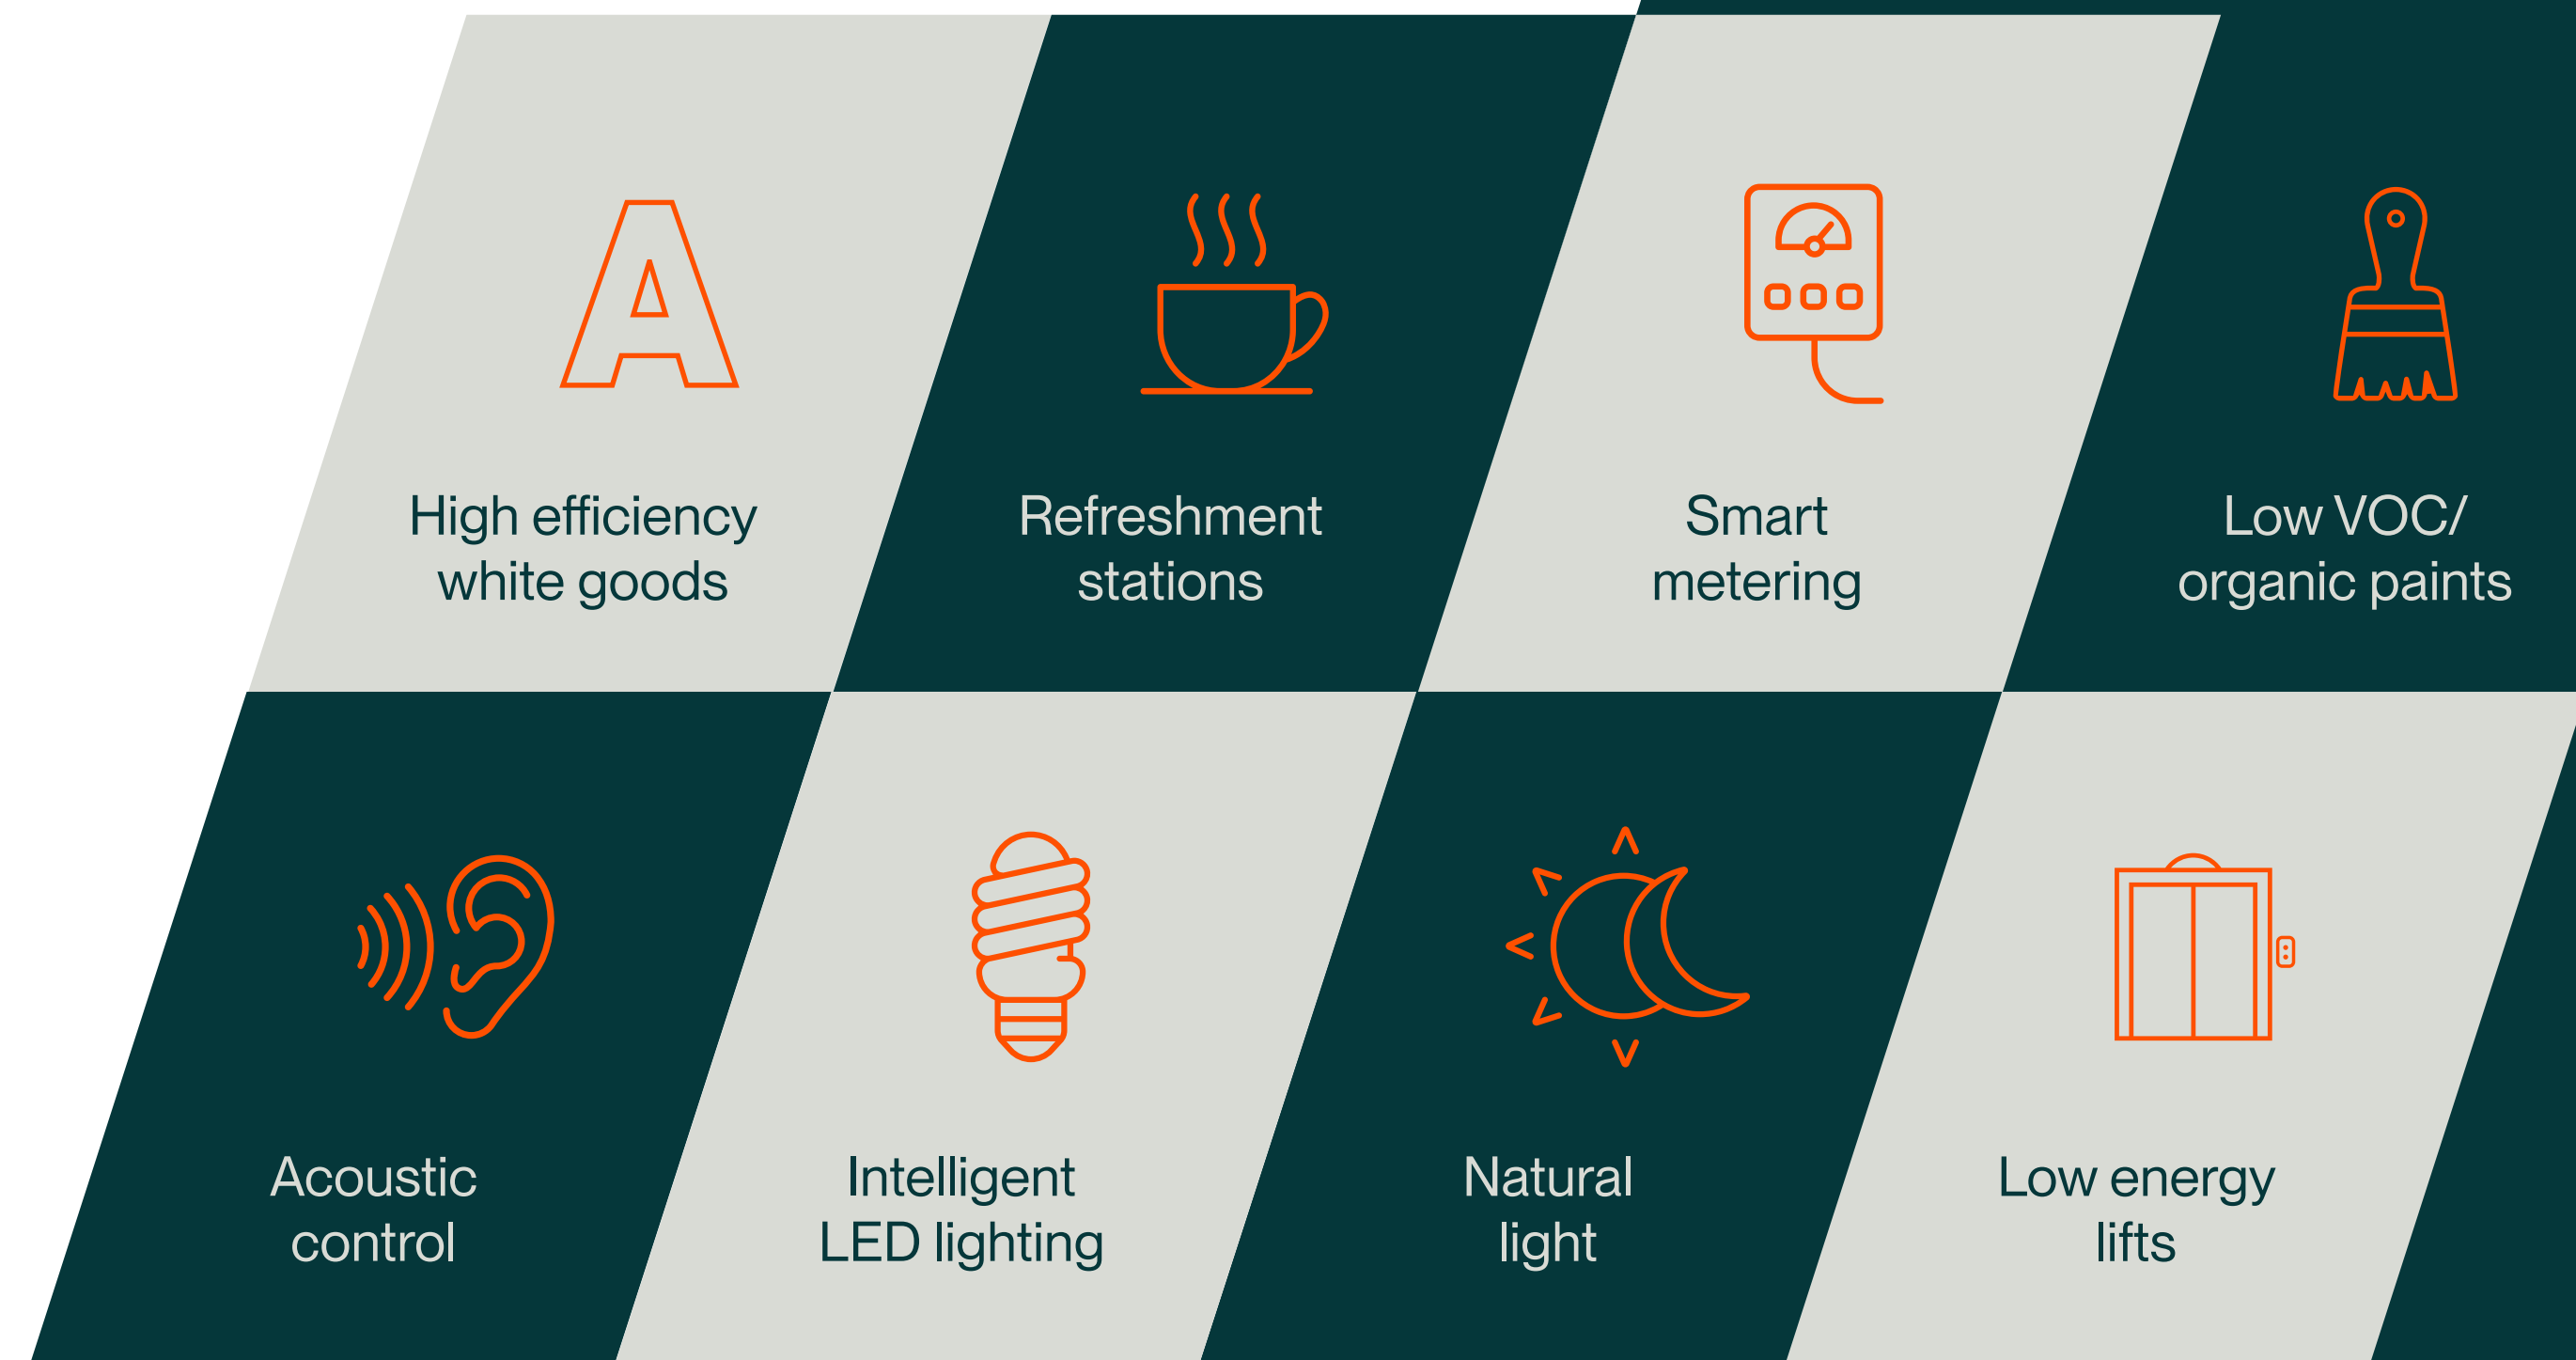 A
High efficiency
white goods
Refreshment
stations
Smart
metering
Low VOC/
organic paints
Acoustic
control
Intelligent
LED lighting
Natural
light
Low energy
lifts